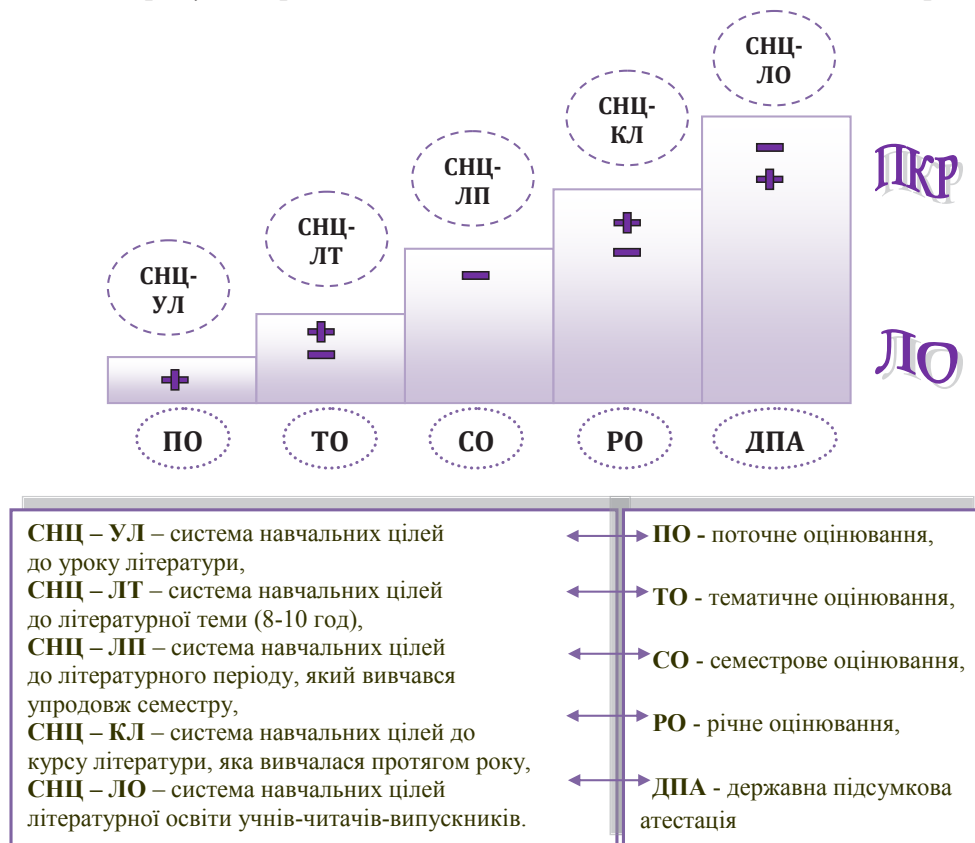 СНЦ-
ЛО
СНЦ-
КЛ
СНЦ-
ЛП
СНЦ-
ЛТ
СНЦ-
УЛ
ПКР
ЛО
ПО
ТО
СО
РО
ДПА
СНЦ – УЛ – система навчальних цілей
до уроку літератури,
СНЦ – ЛТ – система навчальних цілей
до літературної теми (8-10 год),
СНЦ – ЛП – система навчальних цілей
до літературного періоду, який вивчався
упродовж семестру,
СНЦ – КЛ – система навчальних цілей до
курсу літератури, яка вивчалася протягом року,
СНЦ – ЛО – система навчальних цілей
літературної освіти учнів-читачів-випускників.
ПО - поточне оцінювання,
ТО - тематичне оцінювання,
СО - семестрове оцінювання,
РО - річне оцінювання,
ДПА - державна підсумкова
атестація